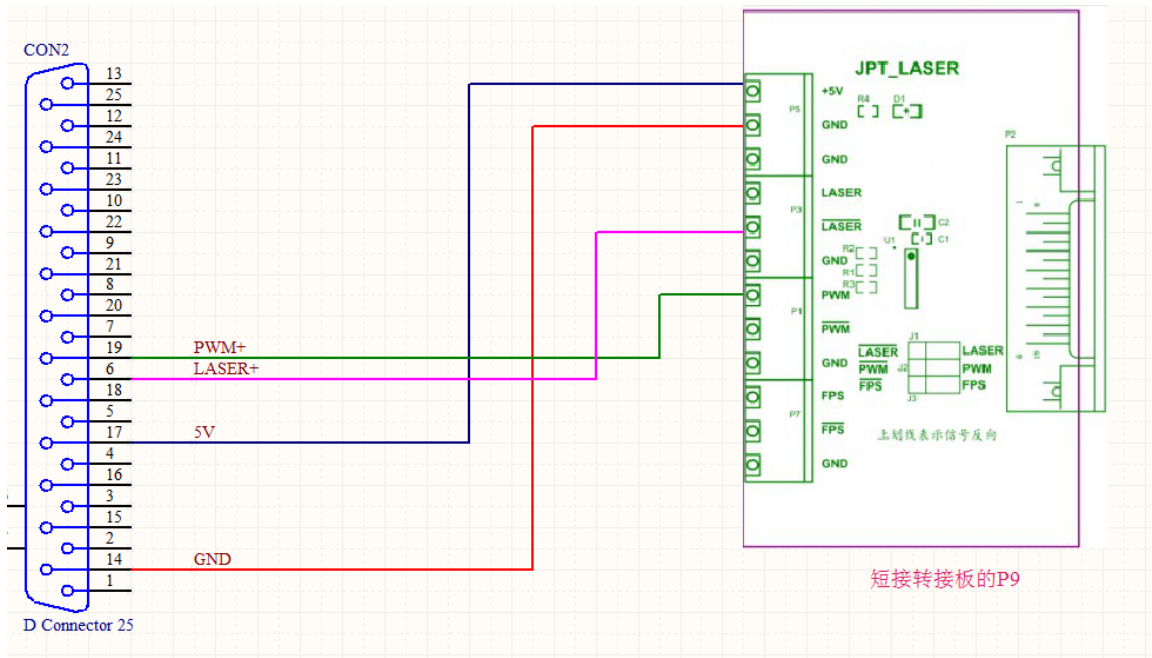 CON2
13
25
12
24
11
23
10
22
9
21
8
20
7
19
PWM+
6
LASER+
18
5
17
5V
4
16
3
15
2
14
GND
1
D Connector 25
JPT_LASER
+5V
R4
D1
P5
GND
GND
P2
LASER
P3
LASER
C2
U1
C1
R2
GND
R1
R3
PWM
P1
PWM
J1
GND
LASER
LASER
PWM
J2
PWM
FPS
FPS
J3
FPS
P7
FPS
上划线表示信号反向
GND
短接转接板的P9